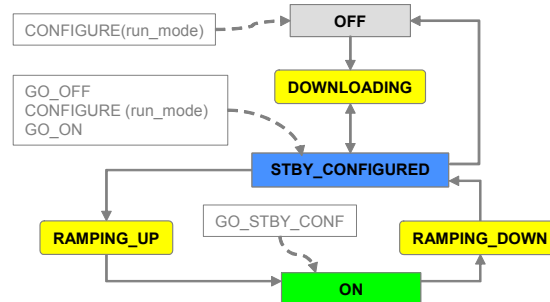 OFF
CONFIGURE(run_mode)
DOWNLOADING
GO_OFF
CONFIGURE (run_mode)
GO_ON
STBY_CONFIGURED
GO_STBY_CONF
RAMPING_UP
RAMPING_DOWN
ON